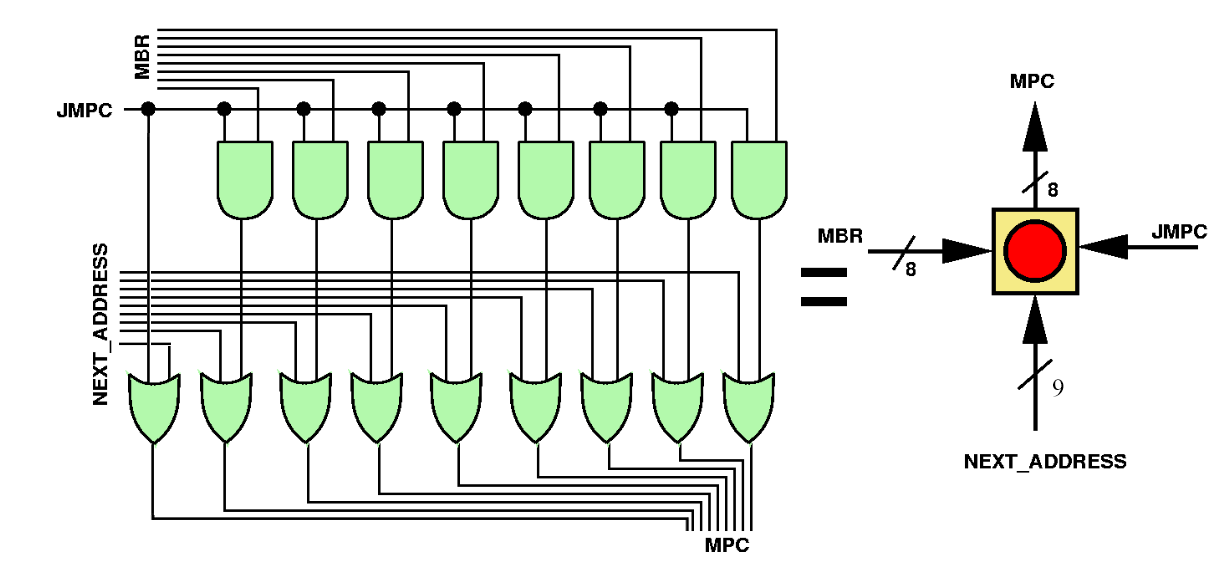 MBR
JMPC
NEXT_ADDRESS
MPC
MPC
8
MBR
8
JMPC
9
NEXT_ADDRESS